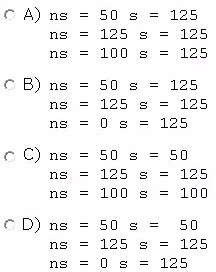 A) ns = 50 s = 125
ns = 125 s = 125
ns = 100 s = 125
B) ns = 50 s = 125
ns = 125 s = 125
ns = 0 s = 125
C) ns = 50 s = 50
ns = 125 s = 125
ns = 100 s = 100
D) ns = 50 s = 50
ns = 125 s = 125
ns = 0 s = 125